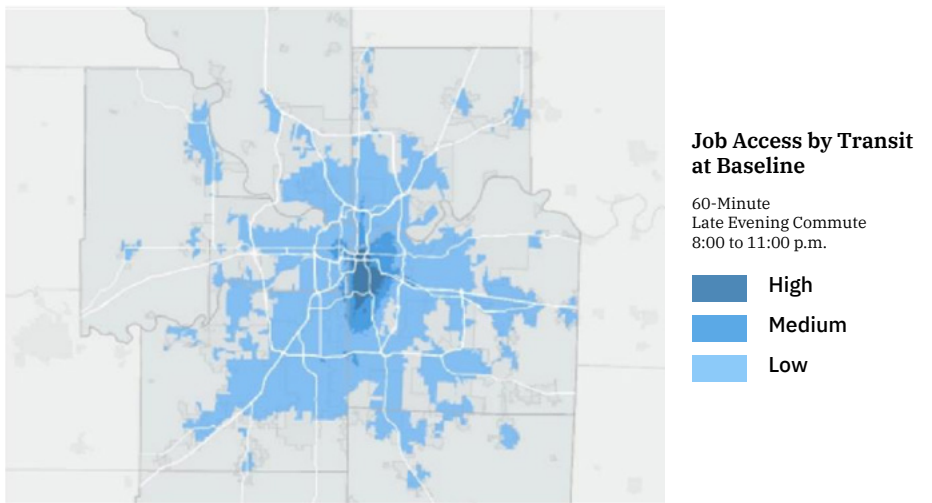 Job Access by Transit
at Baseline
60-Minute
Late Evening Commute
8:00 to 11:00 p.m.
High
Medium
Low